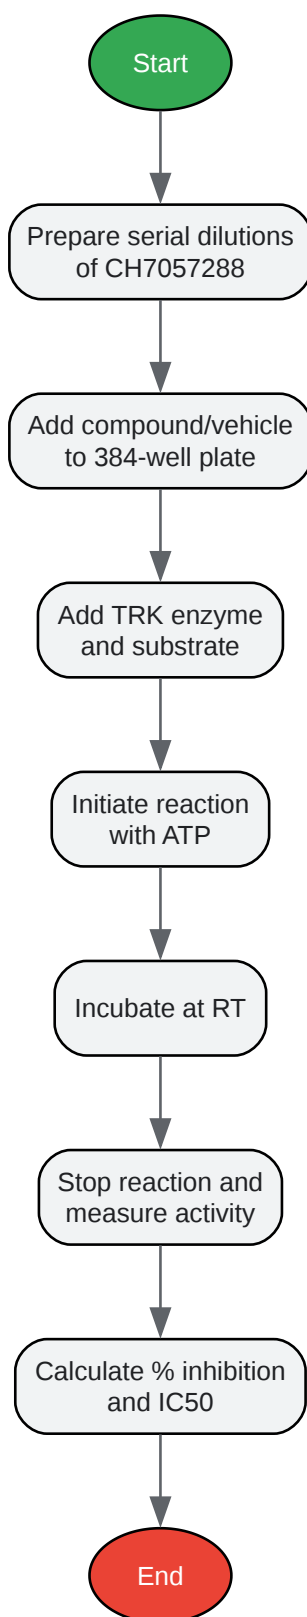 Start
Prepare serial dilutions
of CH7057288
Add compound/vehicle
to 384-well plate
Add TRK enzyme
and substrate
Initiate reaction
with ATP
Incubate at RT
Stop reaction and
measure activity
Calculate % inhibition
and IC50
End